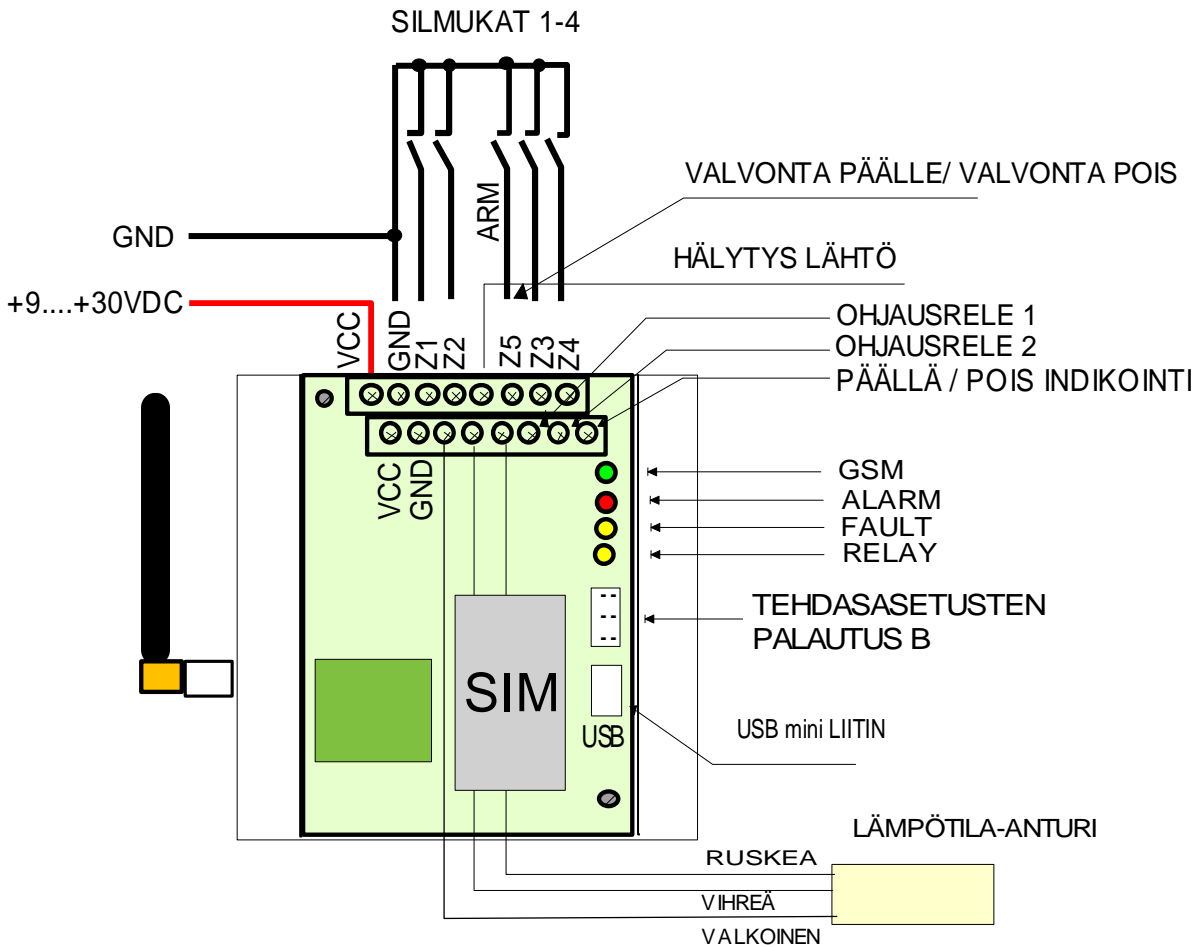 SILMUKAT 1-4
VALVONTA PÄÄLLE/ VALVONTA POIS
ARM
GND
HÄLYTYS LÄHTÖ
+9....+30VDC
OHJAUSRELE 1
OHJAUSRELE 2
PÄÄLLÄ / POIS INDIKOINTI
VCC
GND
Z1
Z2
Z5
Z3
Z4
VCC
GND
GSM
ALARM
FAULT
RELAY
TEHDASASETUSTEN
PALAUTUS B
SIM
USB
USB mini LIITIN
LÄMPÖTILA-ANTURI
RUSKEA
VIHREÄ
VALKOINEN